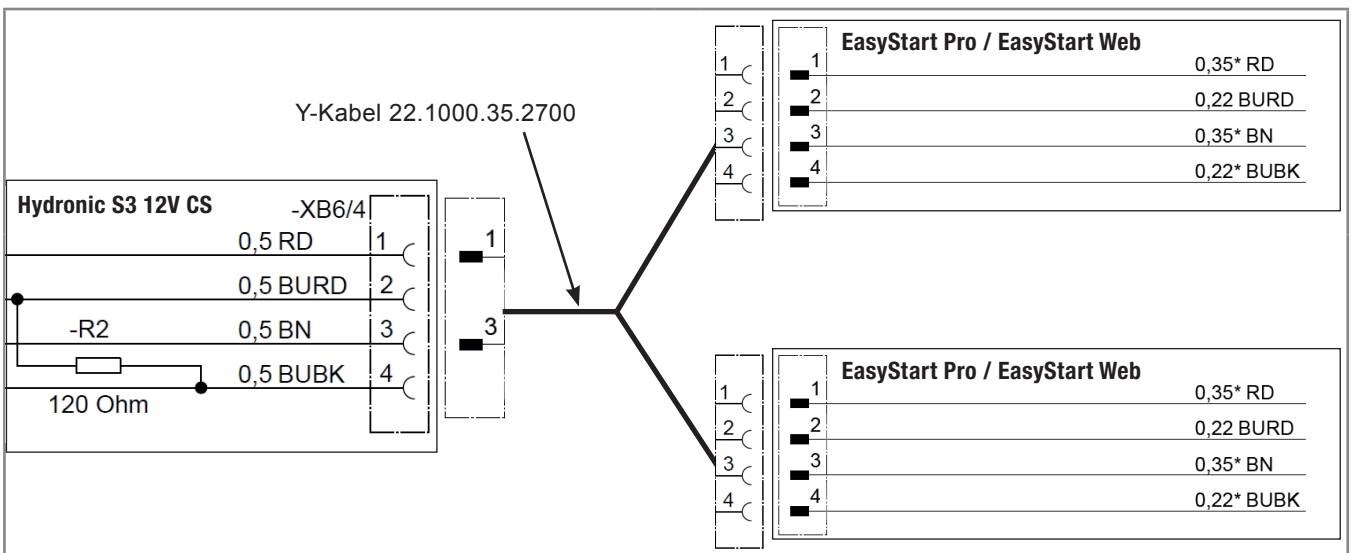 EasyStart Pro / EasyStart Web
1 1 0,35* RD
2 2 0,22 BURD
3 3 0,35* BN
4 4 0,22* BUBK
Y-Kabel 22.1000.35.2700
Hydronic S3 12V CS -XB6/4
0,5 RD 1 1
0,5 BURD 2
-R2 0,5 BN 3 3
0,5 BUBK 4
120 Ohm
EasyStart Pro / EasyStart Web
1 1 0,35* RD
2 2 0,22 BURD
3 3 0,35* BN
4 4 0,22* BUBK